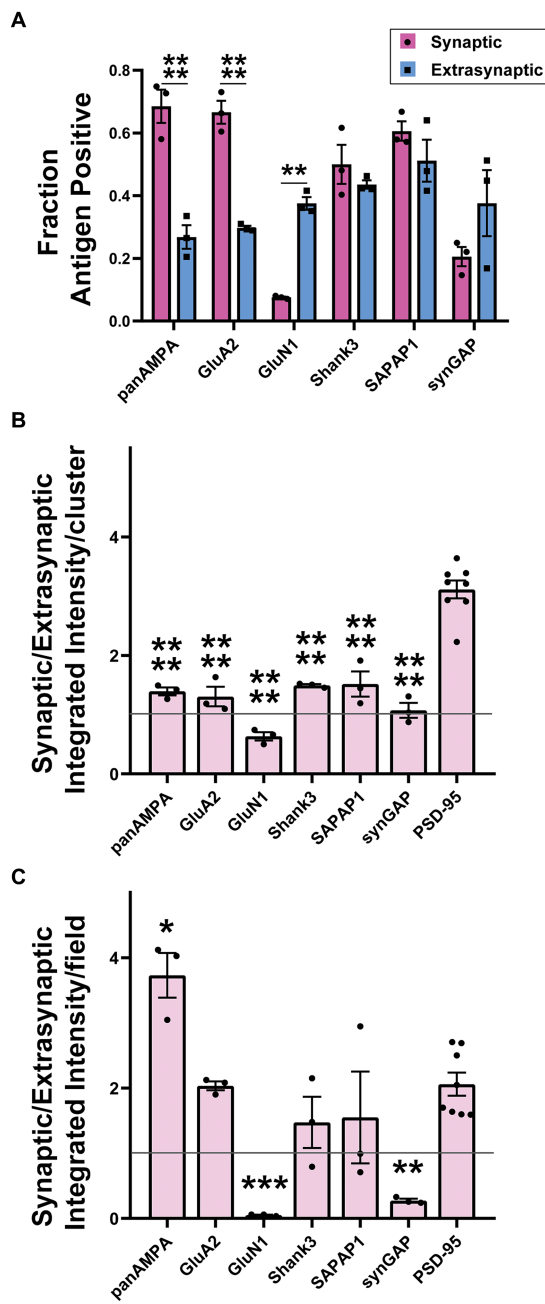 A
Synaptic
Extrasynaptic
Fraction
Antigen Positive
0.8
0.6
0.4
0.2
0.0
**
**
**
**
**
panAMPA
GluA2
GluN1
Shank3
SAPAP1
synGAP
B
Synaptic/Extrasynaptic
Integrated Intensity/cluster
4
2
0
**
**
**
**
**
**
**
**
**
**
**
**
panAMPA
GluA2
GluN1
Shank3
SAPAP1
synGAP
PSD-95
C
Synaptic/Extrasynaptic
Integrated Intensity/field
4
2
0
*
***
**
panAMPA
GluA2
GluN1
Shank3
SAPAP1
synGAP
PSD-95